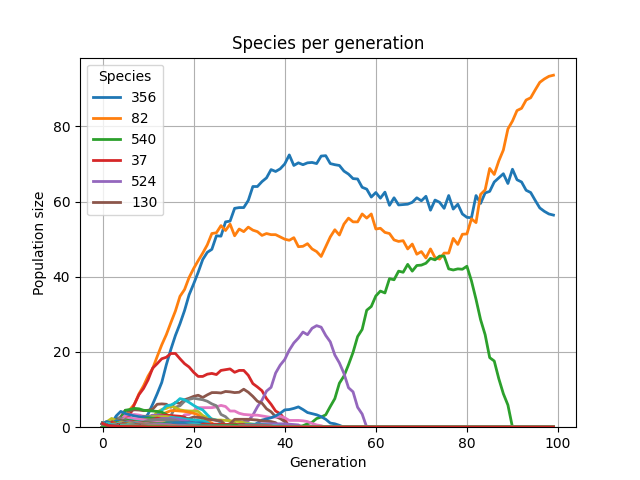 Species per generation
Species
356
82
540
37
524
130
Population size
80
60
40
20
0
0 20 40 60 80 100
Generation